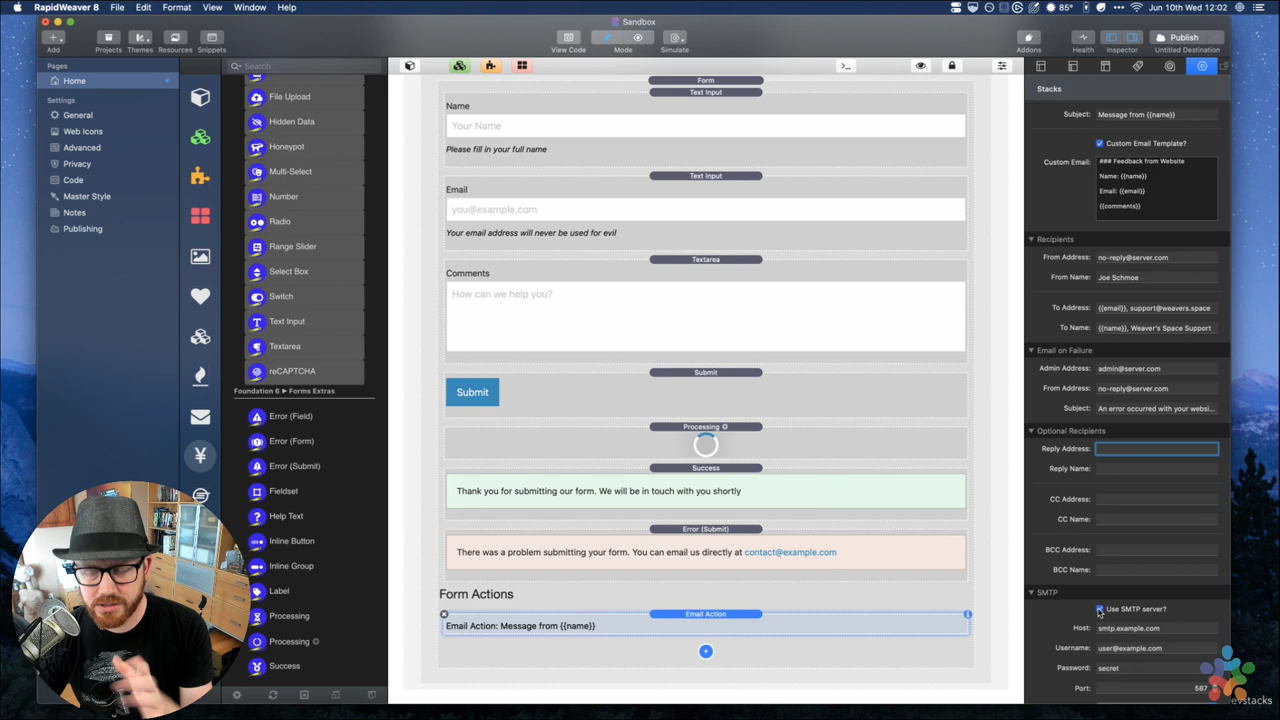 RapidWeaver 8 File Edit Format View Window Help
85° Jun 10th Wed 12:02
Sandbox
Add Projects Themes Resources Snippets
View Code Mode Simulate
Addons Health Inspector
Publish
Untitled Destination
Pages
Home
Settings
General
Web Icons
Advanced
Privacy
Code
Master Style
Notes
Publishing
Search
File Upload
Hidden Data
Honeypot
Multi-Select
Number
Radio
Range Slider
Select Box
Switch
Text Input
Textarea
reCAPTCHA
Foundation 6 ▸ Forms Extras
Error (Field)
Error (Form)
Error (Submit)
Fieldset
Help Text
Inline Button
Inline Group
Label
Processing
Processing
Success
Form
Text Input
Name
Your Name
Please fill in your full name
Text Input
Email
you@example.com
Your email address will never be used for evil
Textarea
Comments
How can we help you?
Submit
Submit
Processing
Success
Thank you for submitting our form. We will be in touch with you shortly
Error (Submit)
There was a problem submitting your form. You can email us directly at contact@example.com
Form Actions
Email Action
Email Action: Message from {{name}}
Stacks
Subject: Message from {{name}}
Custom Email Template?
Custom Email: ### Feedback from Website
Name: {{name}}
Email: {{email}}
{{comments}}
Recipients
From Address: no-reply@server.com
From Name: Joe Schmoe
To Address: {{email}}, support@weavers.space
To Name: {{name}}, Weaver's Space Support
Email on Failure
Admin Address: admin@server.com
From Address: no-reply@server.com
Subject: An error occurred with your websi...
Optional Recipients
Reply Address:
Reply Name:
CC Address:
CC Name:
BCC Address:
BCC Name:
SMTP
Use SMTP server?
Host: smtp.example.com
Username: user@example.com
Password: secret
Port: 587